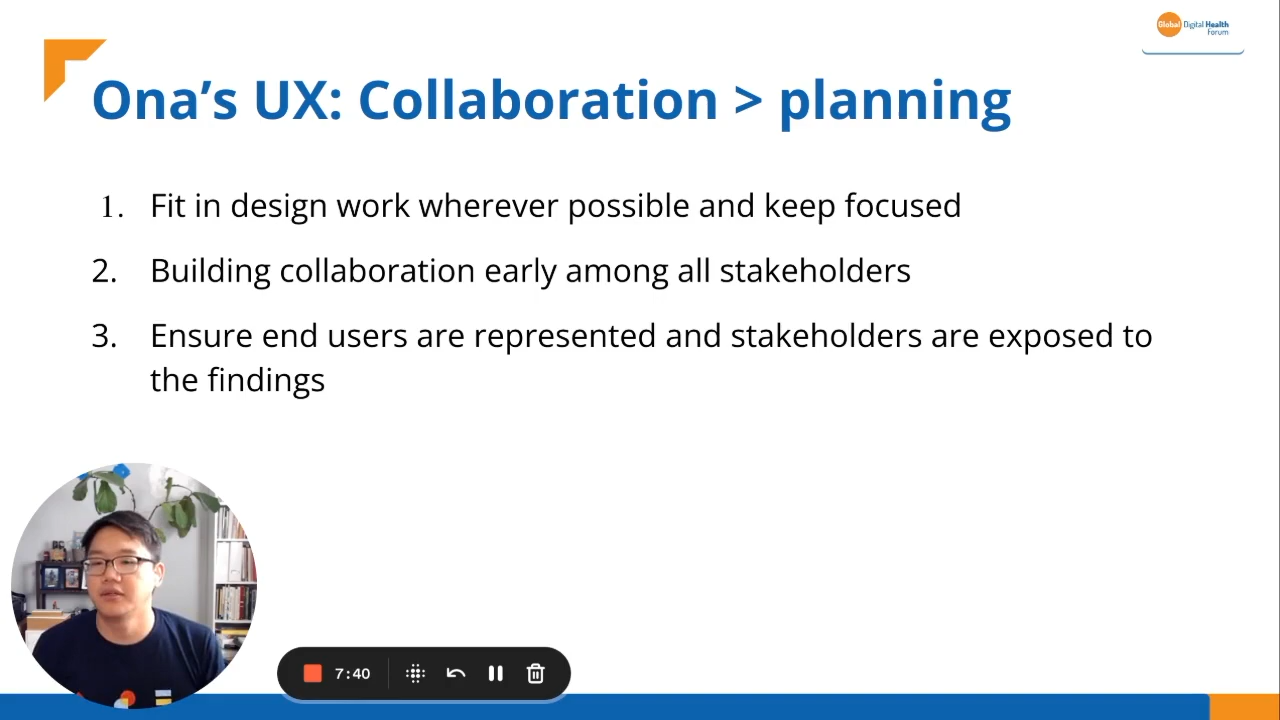 Global Digital Health
Forum
Ona’s UX: Collaboration > planning
1. Fit in design work wherever possible and keep focused
2. Building collaboration early among all stakeholders
3. Ensure end users are represented and stakeholders are exposed to
the findings
7:40